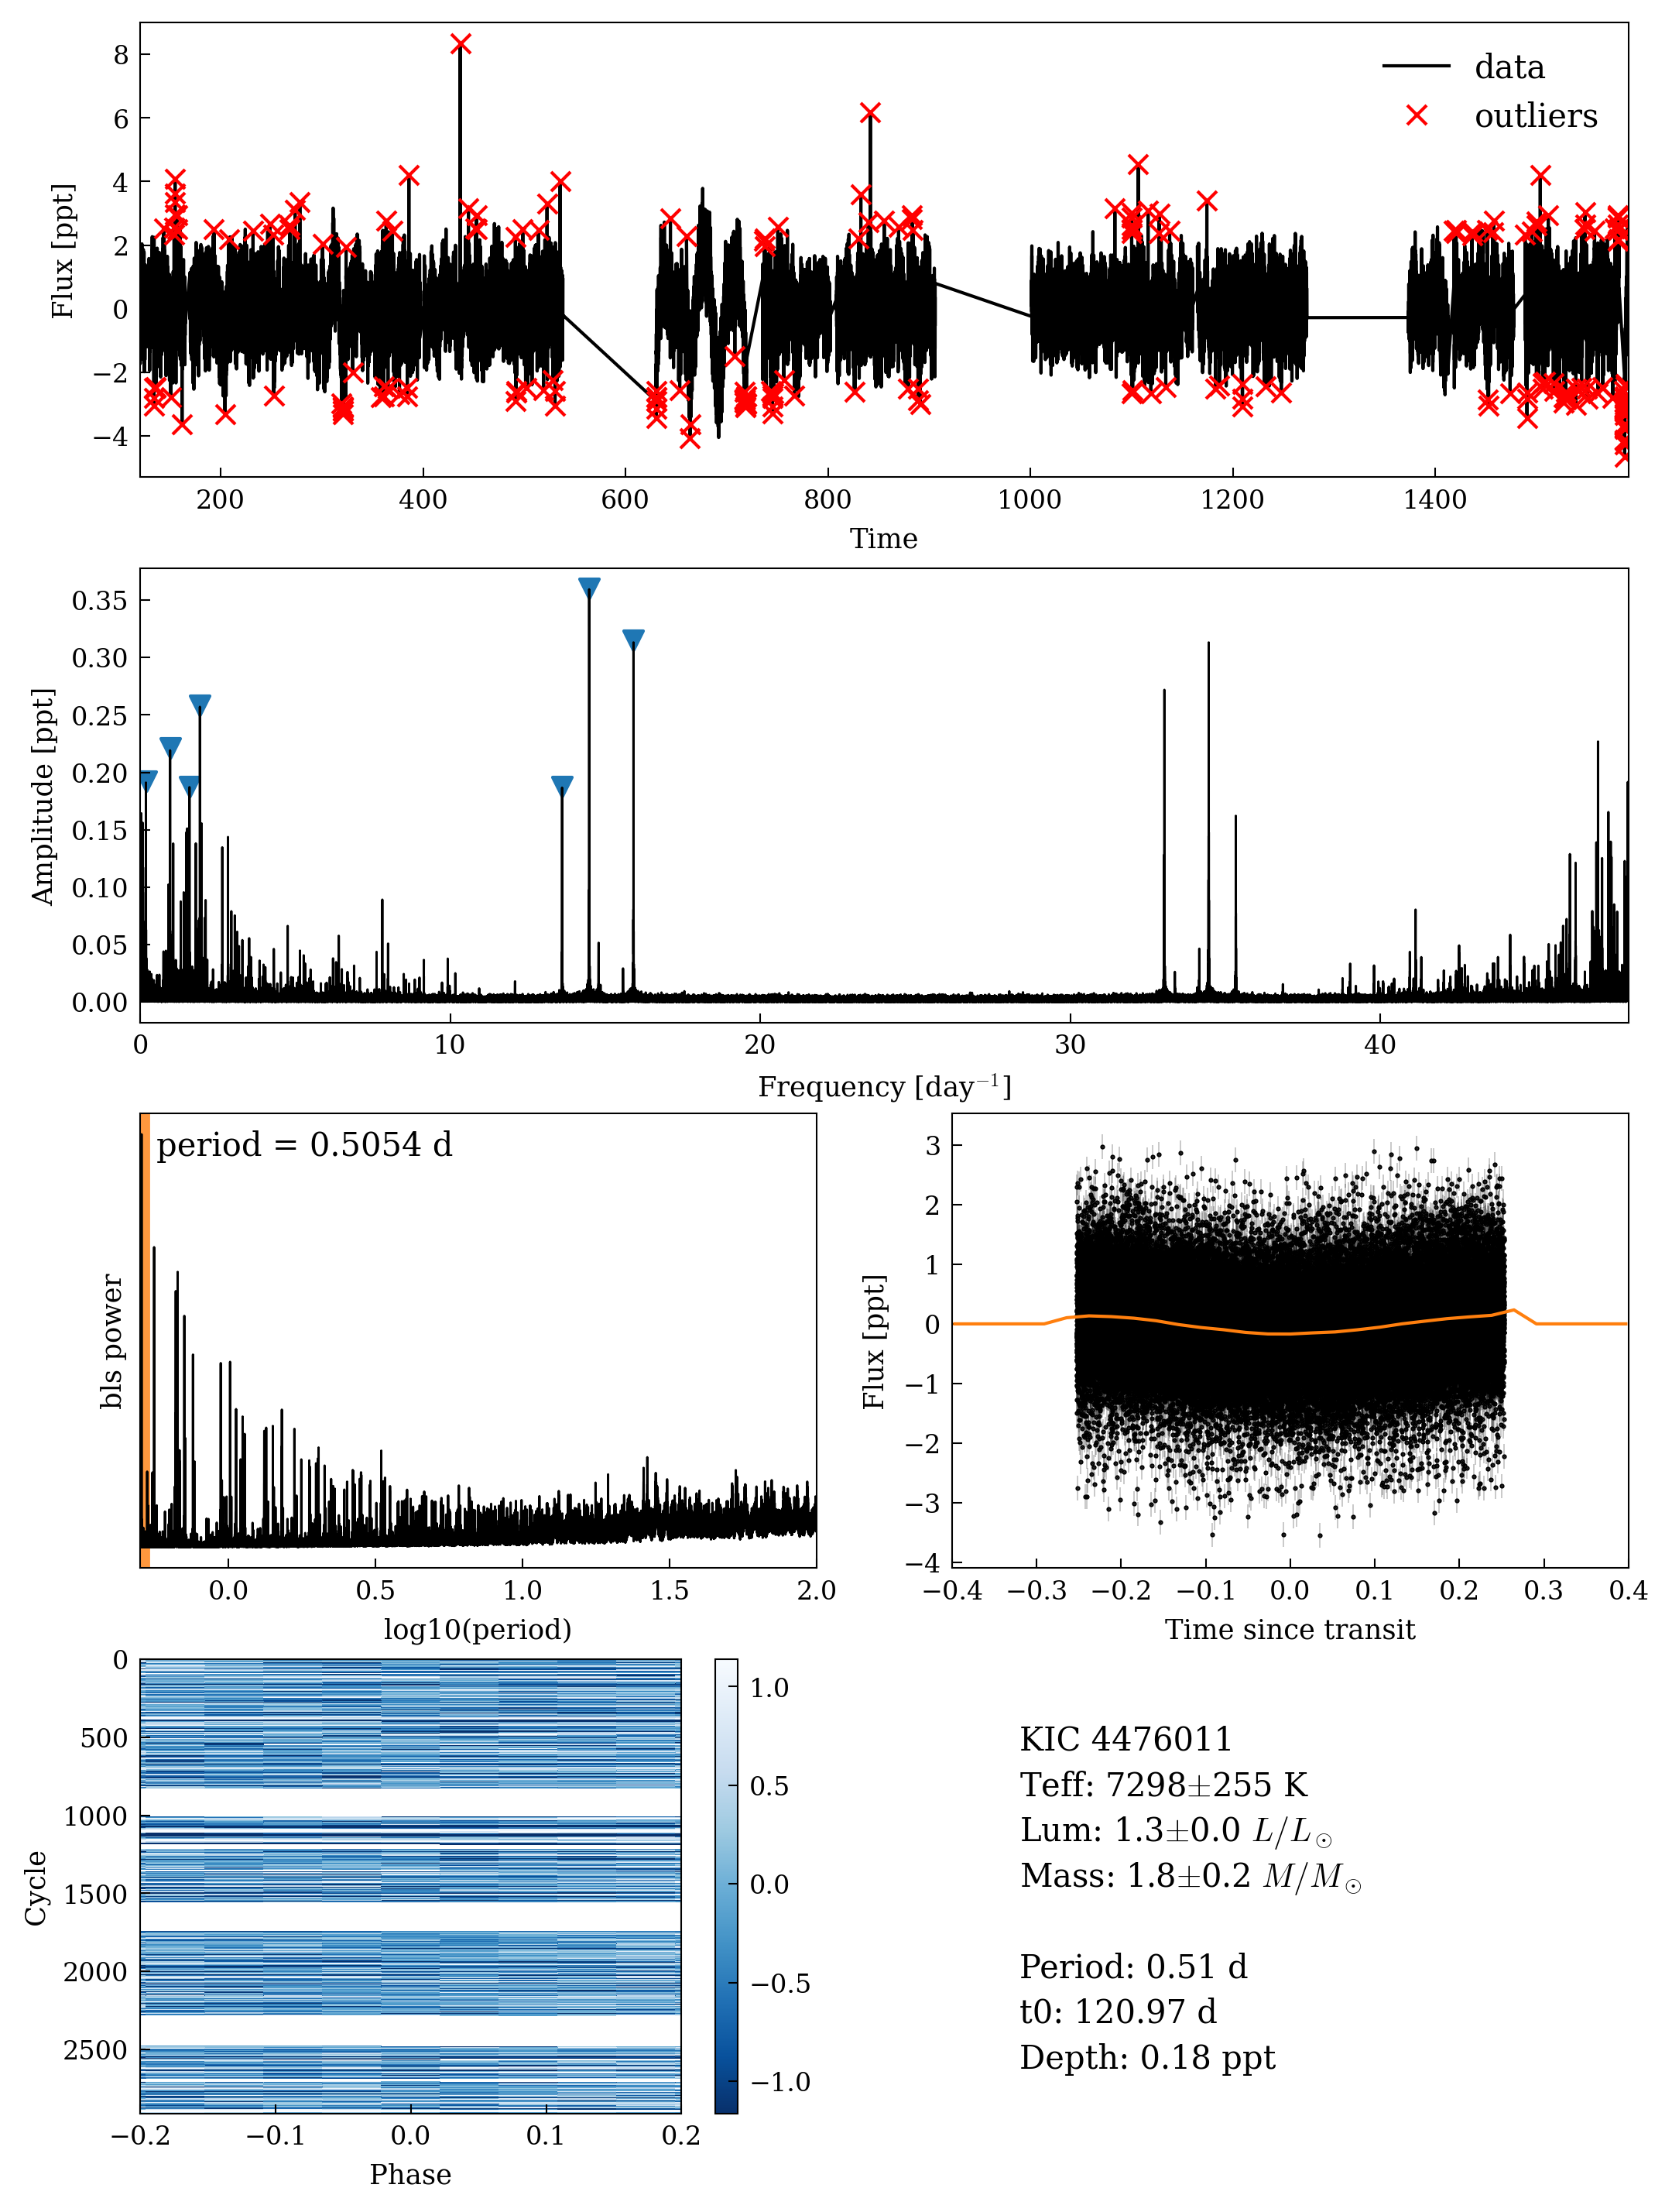 8
6
4
2
0
−2
−4
Flux [ppt]
data
outliers
200 400 600 800 1000 1200 1400
Time
0.35
0.30
0.25
0.20
0.15
0.10
0.05
0.00
Amplitude [ppt]
0 10 20 30 40
Frequency [day⁻¹]
period = 0.5054 d
bls power
0.0 0.5 1.0 1.5 2.0
log10(period)
3
2
1
0
−1
−2
−3
−4
Flux [ppt]
−0.4 −0.3 −0.2 −0.1 0.0 0.1 0.2 0.3 0.4
Time since transit
0
500
1000
1500
2000
2500
Cycle
−0.2 −0.1 0.0 0.1 0.2
Phase
1.0
0.5
0.0
−0.5
−1.0
KIC 4476011
Teff: 7298±255 K
Lum: 1.3±0.0 L/L☉
Mass: 1.8±0.2 M/M☉
Period: 0.51 d
t0: 120.97 d
Depth: 0.18 ppt